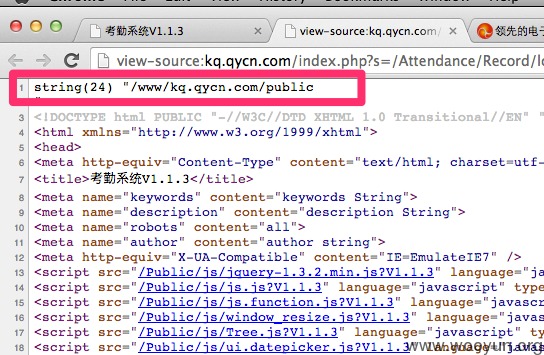 考勤系统V1.1.3
view-source:kq.qycn.com/
领先的电子
view-source:kq.qycn.com/index.php?s=/Attendance/Record/
1 string(24) "/www/kq.qycn.com/public
"
3 <!DOCTYPE html PUBLIC "-//W3C//DTD XHTML 1.0 Transitional//EN" "
4 <html xmlns="http://www.w3.org/1999/xhtml">
5 <head>
6 <meta http-equiv="Content-Type" content="text/html; charset=utf-
7 <title>考勤系统V1.1.3</title>
8 <meta name="keywords" content="keywords String">
9 <meta name="description" content="description String">
10 <meta name="robots" content="all">
11 <meta name="author" content="author string">
12 <meta http-equiv="X-UA-Compatible" content="IE=EmulateIE7" />
13 <script src="/Public/js/jquery-1.3.2.min.js?V1.1.3" language="ja
14 <script src="/Public/js/js.js?V1.1.3" language="javascript" type
15 <script src="/Public/js/js.function.js?V1.1.3" language="javascr
16 <script src="/Public/js/window_resize.js?V1.1.3" language="javas
17 <script src="/Public/js/Tree.js?V1.1.3" language="javascript" ty
18 <script src="/Public/js/ui.datepicker.js?V1.1.3" language="javas